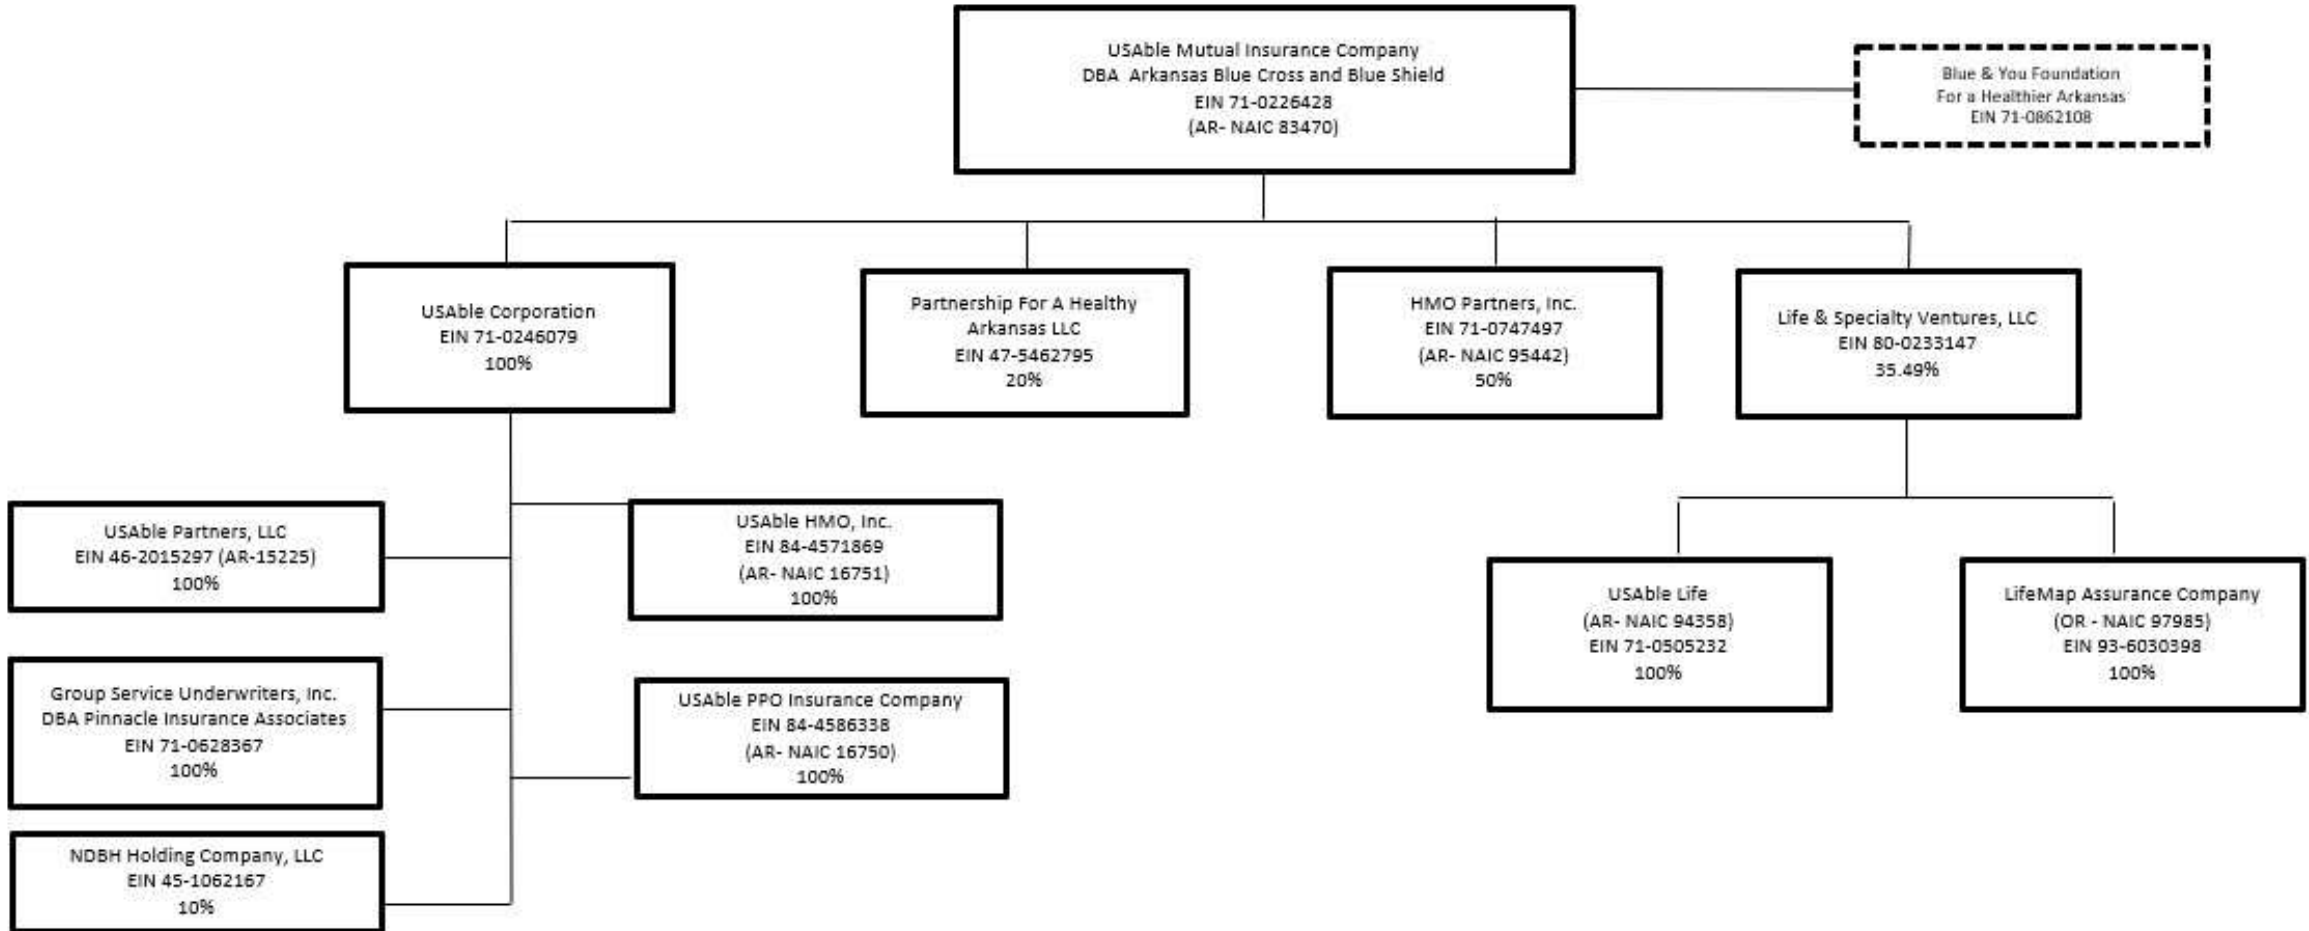 USAble Mutual Insurance Company
DBA Arkansas Blue Cross and Blue Shield
EIN 71-0226428
(AR- NAIC 83470)
Blue & You Foundation
For a Healthier Arkansas
EIN 71-0862108
USAble Corporation
EIN 71-0246079
100%
Partnership For A Healthy
Arkansas LLC
EIN 47-5462795
20%
HMO Partners, Inc.
EIN 71-0747497
(AR- NAIC 95442)
50%
Life & Specialty Ventures, LLC
EIN 80-0233147
35.49%
USAble Partners, LLC
EIN 46-2015297 (AR-15225)
100%
USAble HMO, Inc.
EIN 84-4571869
(AR- NAIC 16751)
100%
USAble Life
(AR- NAIC 94358)
EIN 71-0505232
100%
LifeMap Assurance Company
(OR - NAIC 97985)
EIN 93-6030398
100%
Group Service Underwriters, Inc.
DBA Pinnacle Insurance Associates
EIN 71-0628367
100%
USAble PPO Insurance Company
EIN 84-4586338
(AR- NAIC 16750)
100%
NDBH Holding Company, LLC
EIN 45-1062167
10%